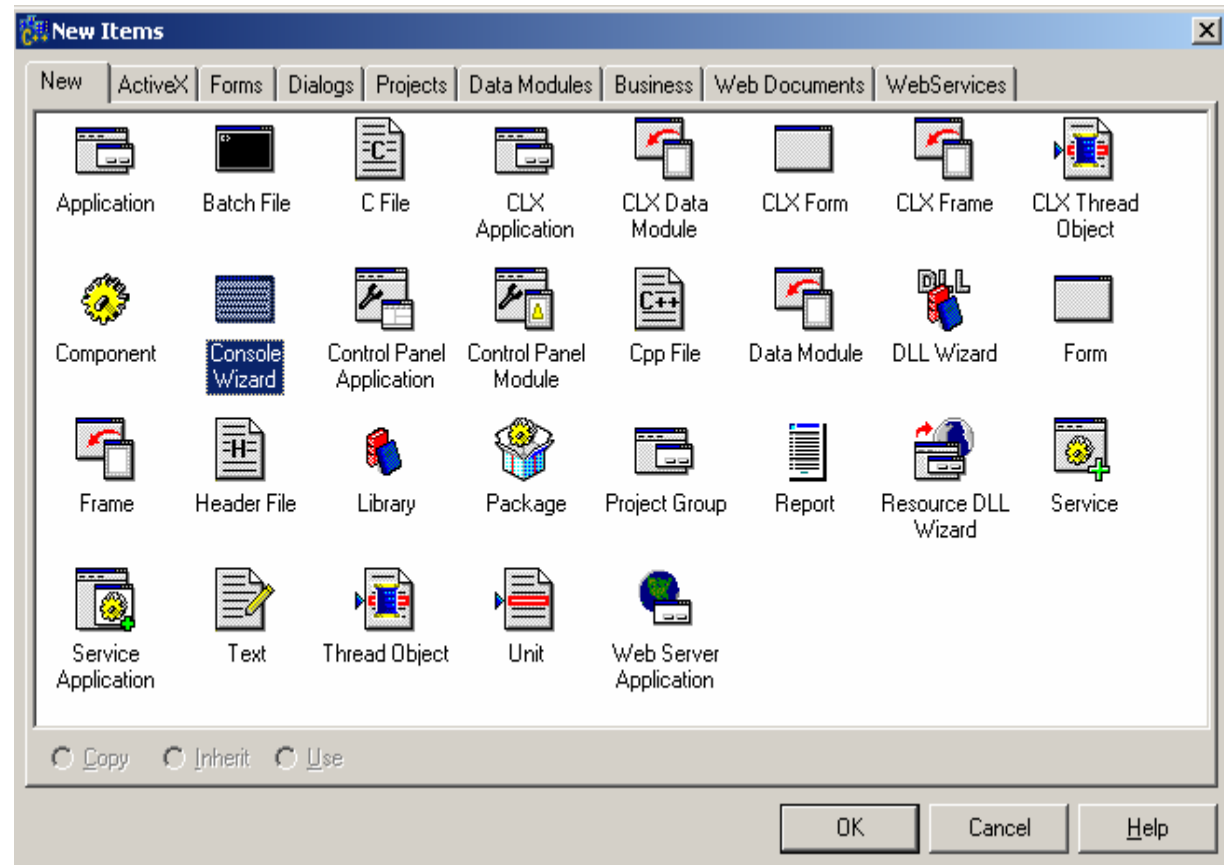 New Items
New ActiveX Forms Dialogs Projects Data Modules Business Web Documents WebServices
Application Batch File C File CLX CLX Data CLX Form CLX Frame CLX Thread
Application Module Object
Component Console Control Panel Control Panel Cpp File Data Module DLL Wizard Form
Wizard Application Module
Frame Header File Library Package Project Group Report Resource DLL Service
Wizard
Service Text Thread Object Unit Web Server
Application Application
Copy Inherit Use
OK Cancel Help